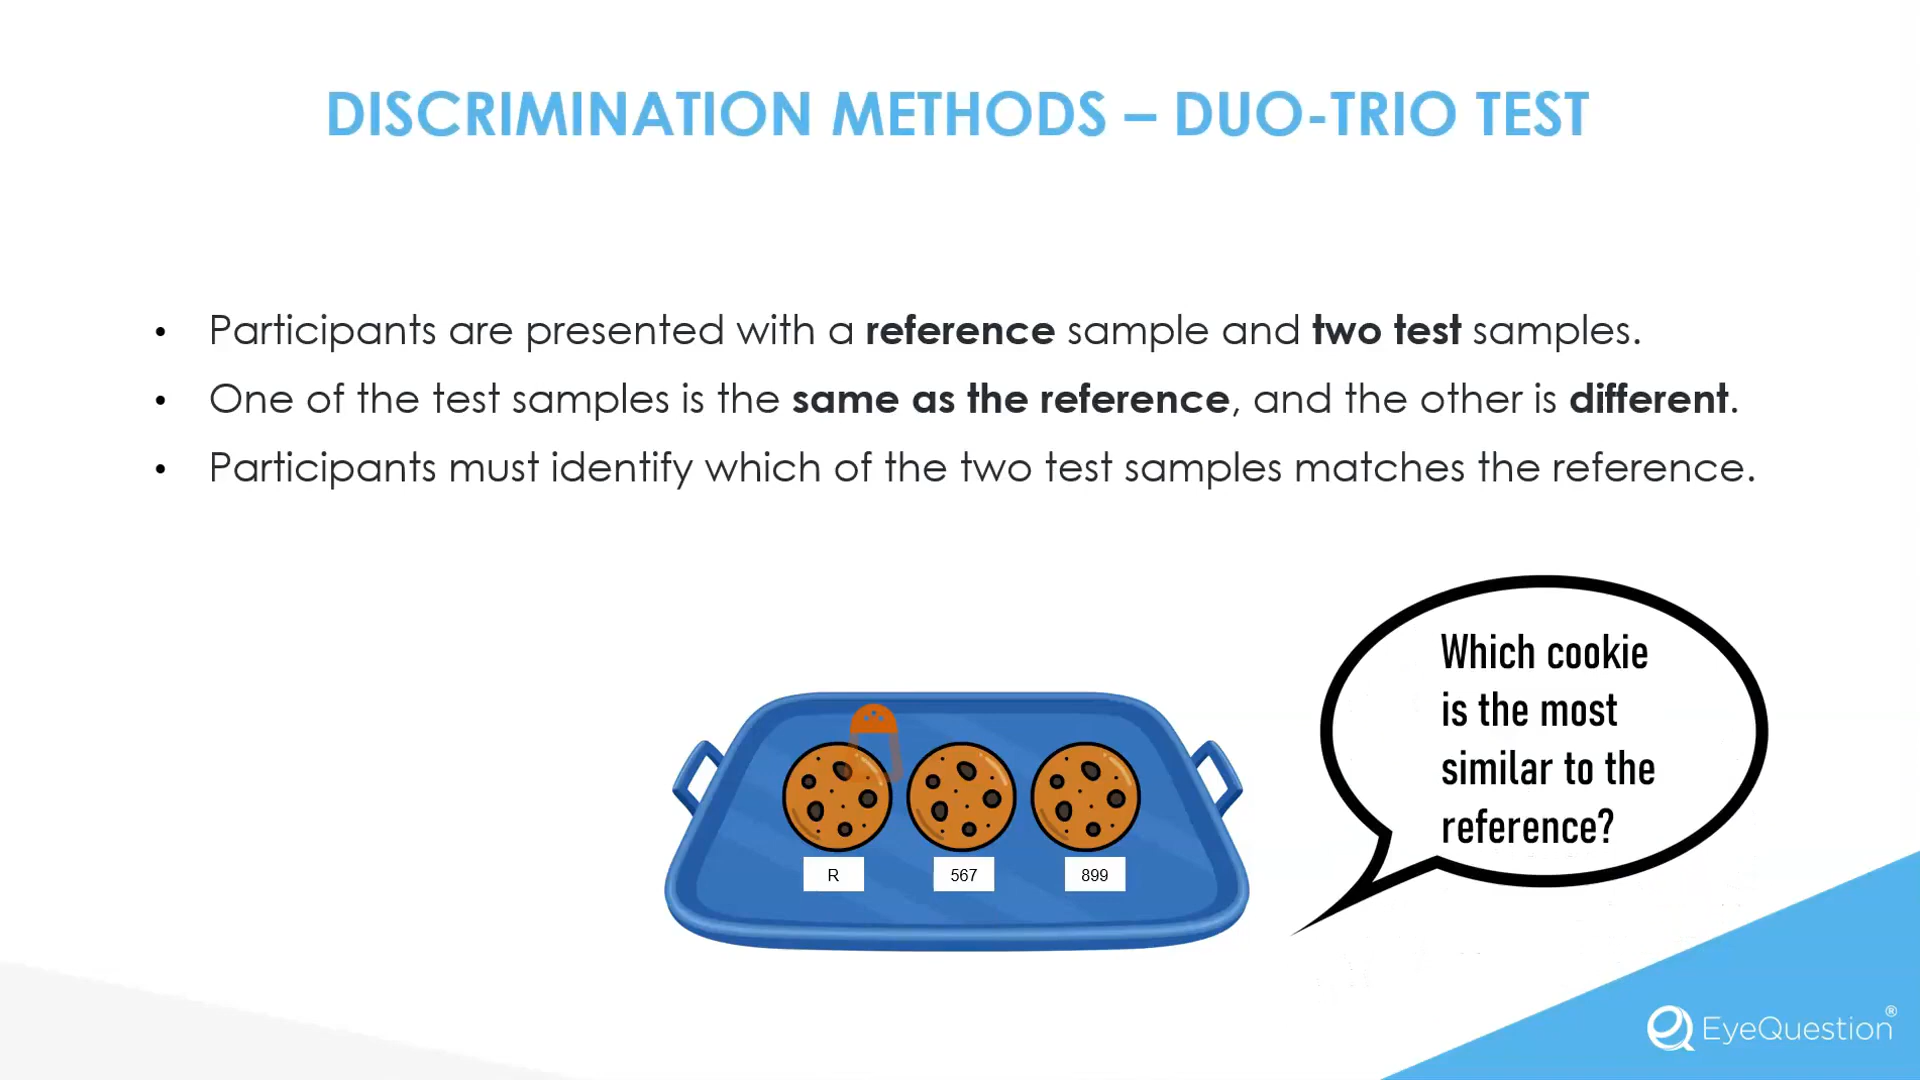 DISCRIMINATION METHODS – DUO-TRIO TEST
• Participants are presented with a reference sample and two test samples.
• One of the test samples is the same as the reference, and the other is different.
• Participants must identify which of the two test samples matches the reference.
Which cookie
is the most
similar to the
reference?
R
567
899
EyeQuestion®